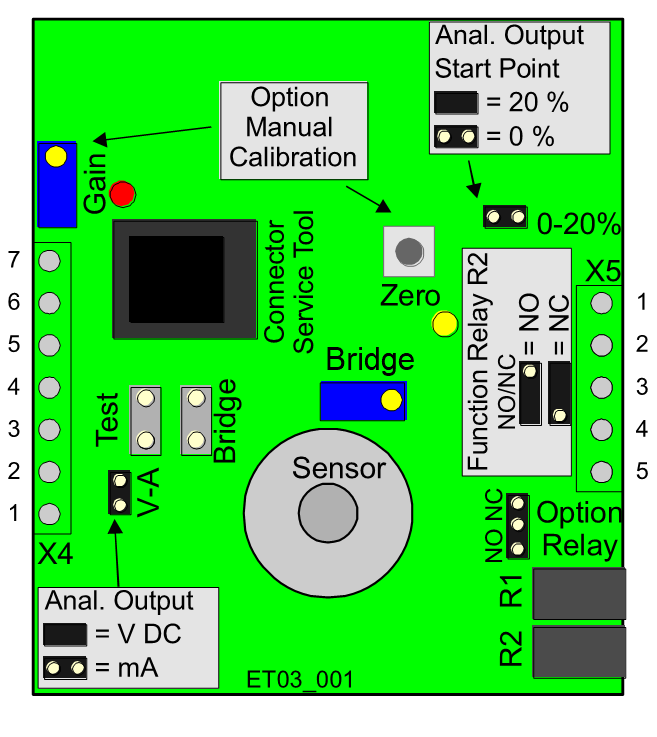 Anal. Output
Start Point
= 20 %
= 0 %
Option
Manual
Calibration
Gain
0-20%
Connector
Service Tool
Zero
X5
7
6
5
4
3
2
1
1
2
3
4
5
Function Relay R2
NO/NC
= NO
= NC
Bridge
Test
Bridge
Sensor
V-A
X4
NO NC
Option
Relay
R1
R2
Anal. Output
= V DC
= mA
ET03_001